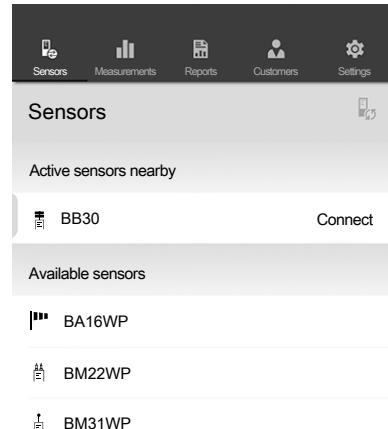 Sensors Measurements Reports Customers Settings
Sensors
Active sensors nearby
BB30 Connect
Available sensors
BA16WP
BM22WP
BM31WP